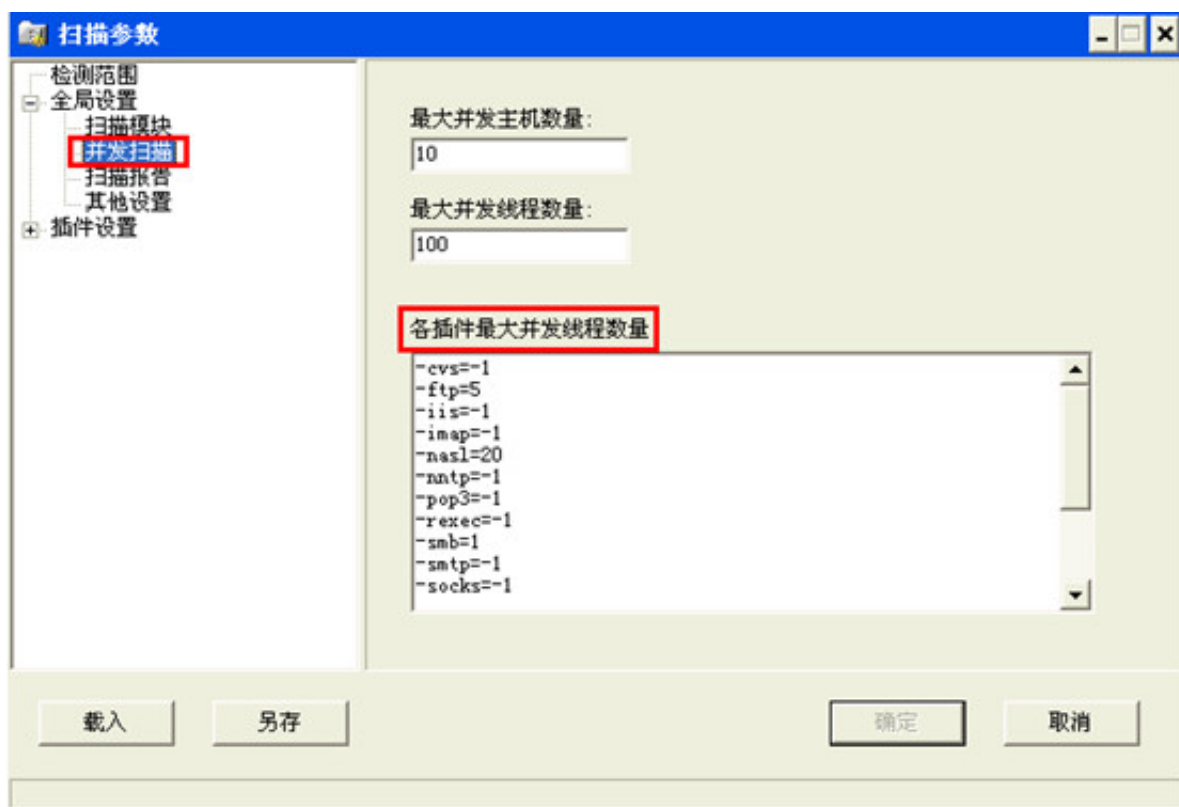 扫描参数
检测范围
全局设置
扫描模块
并发扫描
扫描报告
其他设置
插件设置
最大并发主机数量:
10
最大并发线程数量:
100
各插件最大并发线程数量
-cvs=-1
-ftp=5
-iis=-1
-imap=-1
-nasl=20
-nntp=-1
-pop3=-1
-rexec=-1
-smb=1
-smtp=-1
-socks=-1
载入
另存
确定
取消